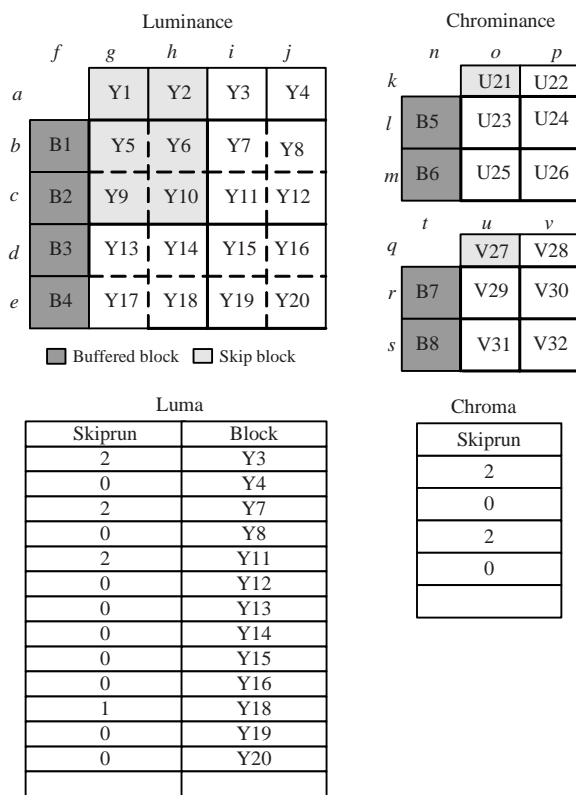 Luminance
f g h i j
a Y1 Y2 Y3 Y4
b B1 Y5 Y6 Y7 Y8
c B2 Y9 Y10 Y11 Y12
d B3 Y13 Y14 Y15 Y16
e B4 Y17 Y18 Y19 Y20
Buffered block Skip block
Chrominance
n o p
k U21 U22
l B5 U23 U24
m B6 U25 U26
t u v
q V27 V28
r B7 V29 V30
s B8 V31 V32
Luma
Skiprun Block
2 Y3
0 Y4
2 Y7
0 Y8
2 Y11
0 Y12
0 Y13
0 Y14
0 Y15
0 Y16
1 Y18
0 Y19
0 Y20
Chroma
Skiprun
2
0
2
0